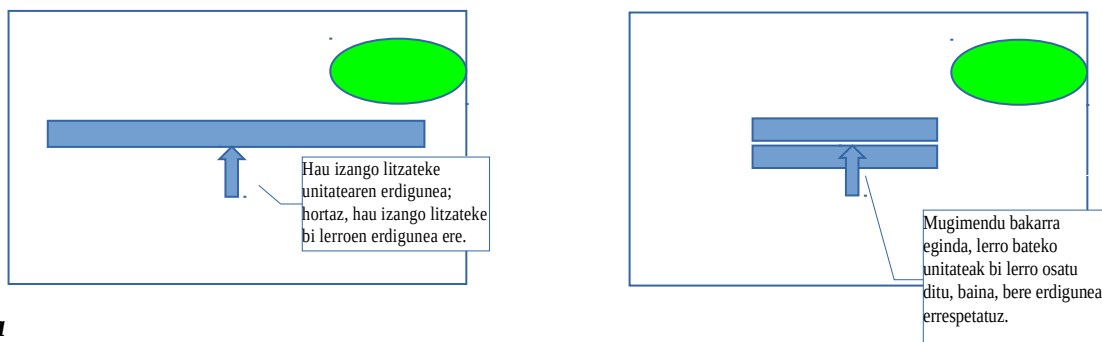 Hau izango litzateke
unitatearen erdigunea;
hortaz, hau izango litzateke
bi lerroen erdigunea ere.
Mugimendu bakarra
eginda, lerro bateko
unitateak bi lerro osatu
ditu, baina, bere erdigunea
errespetatuz.